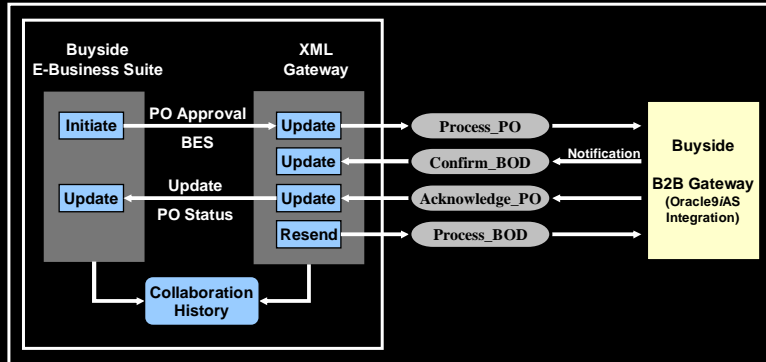 Buyside
E-Business Suite
XML
Gateway
Initiate
PO Approval
BES
Update
Process_PO
Update
Confirm_BOD
Notification
Update
Update
PO Status
Update
Acknowledge_PO
Resend
Process_BOD
Buyside
B2B Gateway
(Oracle9iAS
Integration)
Collaboration
History